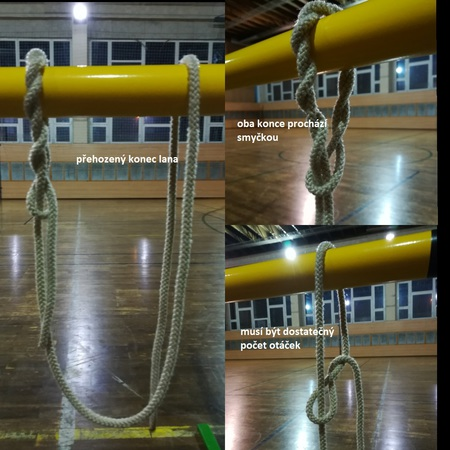 přehozený konec lana
oba konce prochází
smyčkou
musí být dostatečný
počet otáček